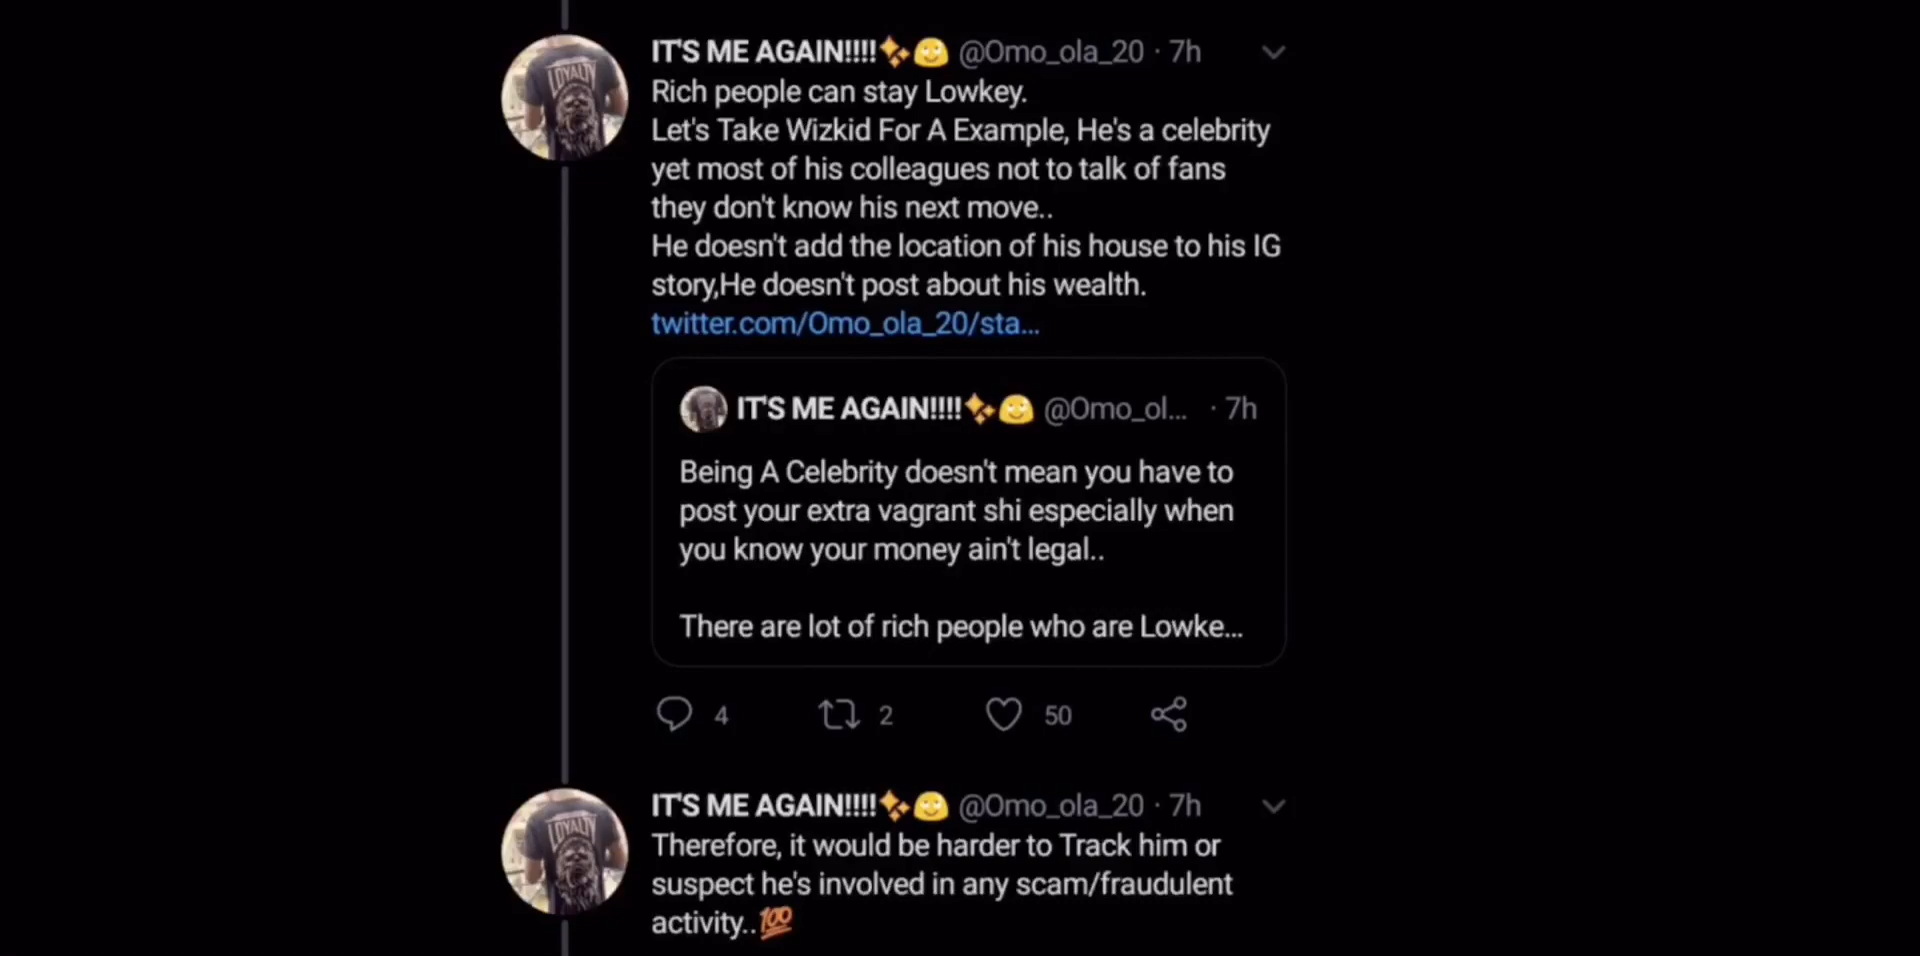 IT'S ME AGAIN!!!!✨🙂 @Omo_ola_20 · 7h
Rich people can stay Lowkey.
Let's Take Wizkid For A Example, He's a celebrity
yet most of his colleagues not to talk of fans
they don't know his next move..
He doesn't add the location of his house to his IG
story,He doesn't post about his wealth.
twitter.com/Omo_ola_20/sta...
IT'S ME AGAIN!!!!✨🙂 @Omo_ol... · 7h
Being A Celebrity doesn't mean you have to
post your extra vagrant shi especially when
you know your money ain't legal..
There are lot of rich people who are Lowke...
4 2 50
IT'S ME AGAIN!!!!✨🙂 @Omo_ola_20 · 7h
Therefore, it would be harder to Track him or
suspect he's involved in any scam/fraudulent
activity..💯
LOYALTY
LOYALTY